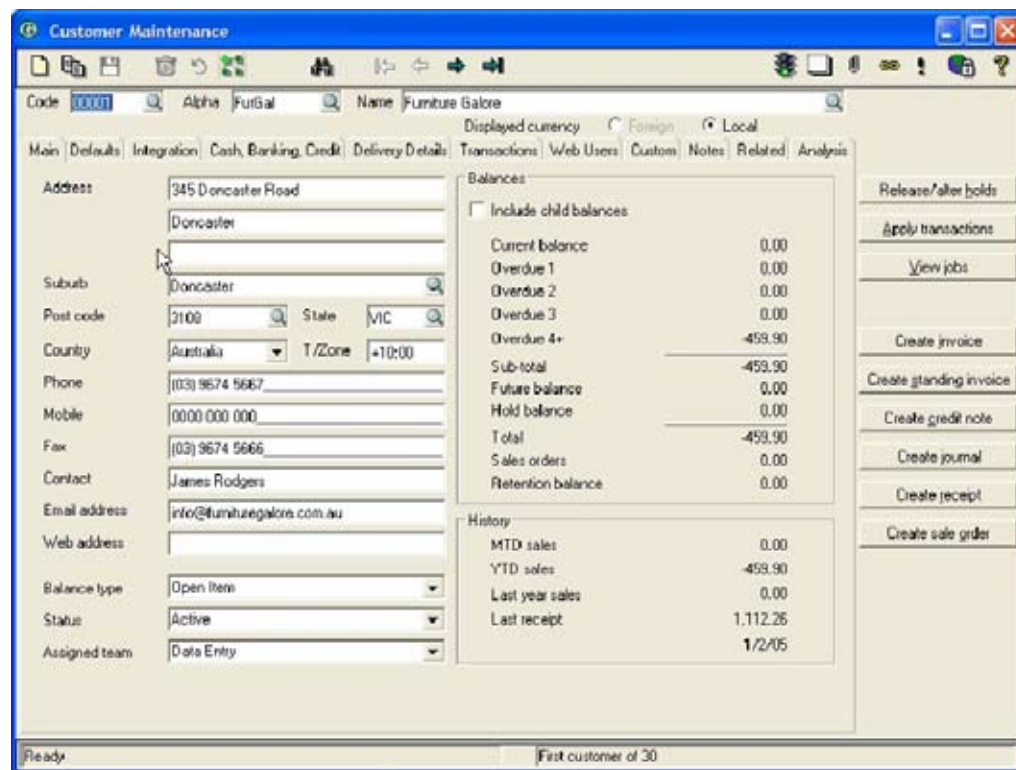 Customer Maintenance
Code 00001 Alpha FurGal Name Furniture Galore
Displayed currency Foreign Local
Main Defaults Integration Cash, Banking, Credit Delivery Details Transactions Web Users Custom Notes Related Analysis
Address 345 Doncaster Road
Doncaster
Suburb Doncaster
Post code 3108 State VIC
Country Australia T/Zone +10:00
Phone (03) 9674 5667
Mobile 0000 000 000
Fax (03) 9674 5666
Contact James Rodgers
Email address info@furnituregalore.com.au
Web address
Balance type Open Item
Status Active
Assigned team Data Entry
Balances
Include child balances
Current balance 0.00
Overdue 1 0.00
Overdue 2 0.00
Overdue 3 0.00
Overdue 4+ -459.90
Sub-total -459.90
Future balance 0.00
Hold balance 0.00
Total -459.90
Sales orders 0.00
Retention balance 0.00
History
MTD sales 0.00
YTD sales -459.90
Last year sales 0.00
Last receipt 1,112.26
1/2/05
Release/alter holds
Apply transactions
View jobs
Create invoice
Create standing invoice
Create credit note
Create journal
Create receipt
Create sale order
Ready First customer of 30